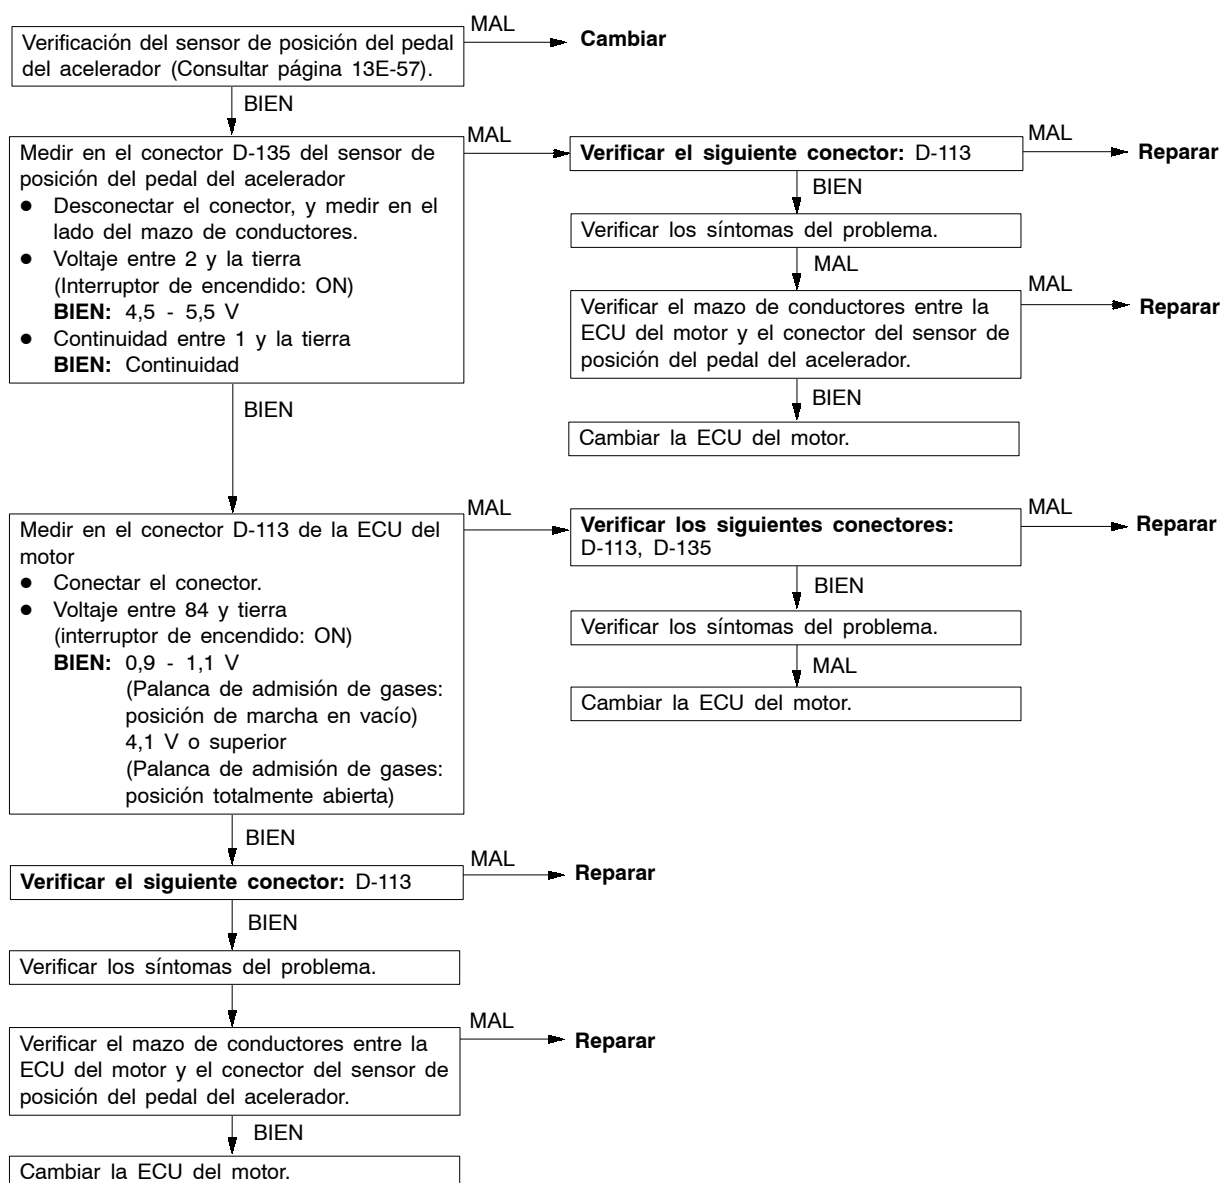 Verificación del sensor de posición del pedal
del acelerador (Consultar página 13E-57).
MAL
Cambiar
BIEN
Medir en el conector D-135 del sensor de
posición del pedal del acelerador
● Desconectar el conector, y medir en el
lado del mazo de conductores.
● Voltaje entre 2 y la tierra
(Interruptor de encendido: ON)
BIEN: 4,5 - 5,5 V
● Continuidad entre 1 y la tierra
BIEN: Continuidad
MAL
Verificar el siguiente conector: D-113
MAL
Reparar
BIEN
Verificar los síntomas del problema.
MAL
Verificar el mazo de conductores entre la
ECU del motor y el conector del sensor de
posición del pedal del acelerador.
MAL
Reparar
BIEN
Cambiar la ECU del motor.
BIEN
Medir en el conector D-113 de la ECU del
motor
● Conectar el conector.
● Voltaje entre 84 y tierra
(interruptor de encendido: ON)
BIEN: 0,9 - 1,1 V
(Palanca de admisión de gases:
posición de marcha en vacío)
4,1 V o superior
(Palanca de admisión de gases:
posición totalmente abierta)
MAL
Verificar los siguientes conectores:
D-113, D-135
MAL
Reparar
BIEN
Verificar los síntomas del problema.
MAL
Cambiar la ECU del motor.
BIEN
Verificar el siguiente conector: D-113
MAL
Reparar
BIEN
Verificar los síntomas del problema.
Verificar el mazo de conductores entre la
ECU del motor y el conector del sensor de
posición del pedal del acelerador.
MAL
Reparar
BIEN
Cambiar la ECU del motor.